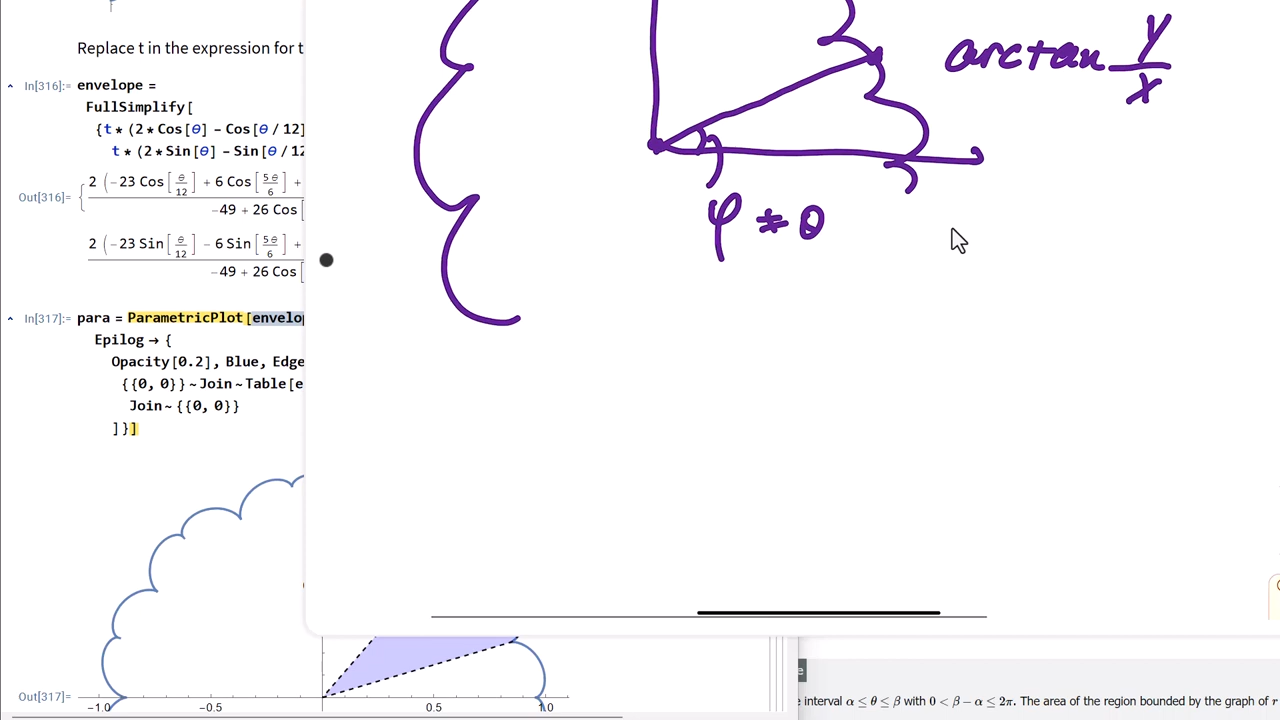 Replace t in the expression for t
In[316]:= envelope =
FullSimplify[
{t * (2 * Cos[θ] - Cos[θ / 12]
t * (2 * Sin[θ] - Sin[θ / 12
Out[316]= { 2 (-23 Cos[θ/12] + 6 Cos[5θ/6] +
-49 + 26 Cos[
2 (-23 Sin[θ/12] - 6 Sin[5θ/6] +
-49 + 26 Cos[
In[317]:= para = ParametricPlot[envelo
Epilog → {
Opacity[0.2], Blue, Edge
{{0, 0}} ~ Join ~ Table[e
Join ~ {{0, 0}}
]}]
Out[317]=
-1.0 -0.5 0.5 1.0
arctan y/x
φ ≠ θ
e interval α ≤ θ ≤ β with 0 < β − α ≤ 2π. The area of the region bounded by the graph of r